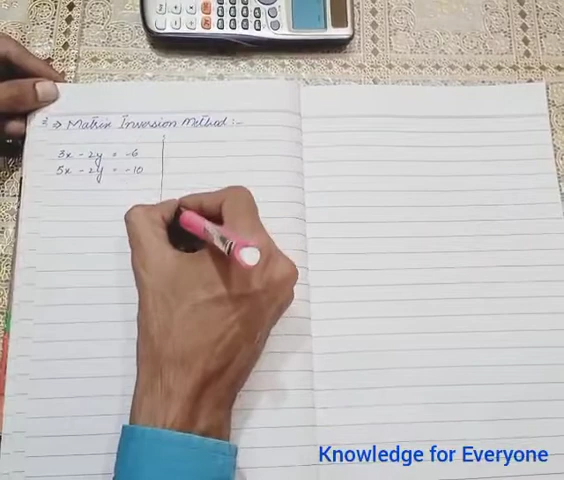 3 ⇒ Matrix Inversion Method :-
3x - 2y = -6
5x - 2y = -10
Knowledge for Everyone